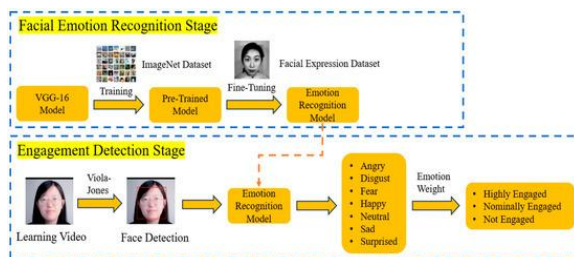 Facial Emotion Recognition Stage
ImageNet Dataset
Facial Expression Dataset
Training
Fine-Tuning
VGG-16
Model
Pre-Trained
Model
Emotion
Recognition
Model
Engagement Detection Stage
Viola-
Jones
Learning Video
Face Detection
Emotion
Recognition
Model
• Angry
• Disgust
• Fear
• Happy
• Neutral
• Sad
• Surprised
Emotion
Weight
• Highly Engaged
• Nominally Engaged
• Not Engaged